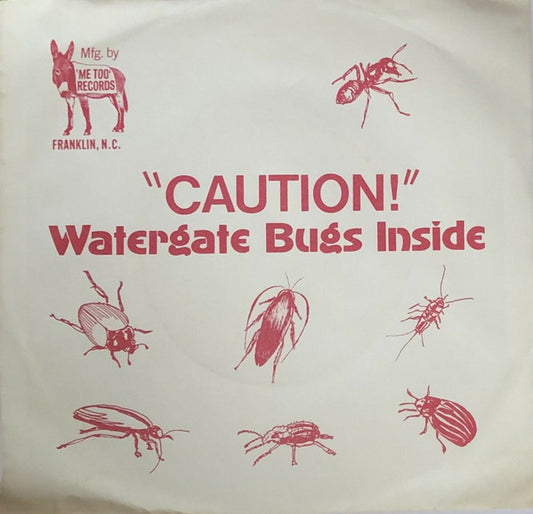 Mfg. by
'ME TOO'
RECORDS
FRANKLIN, N.C.
"CAUTION!"
Watergate Bugs Inside